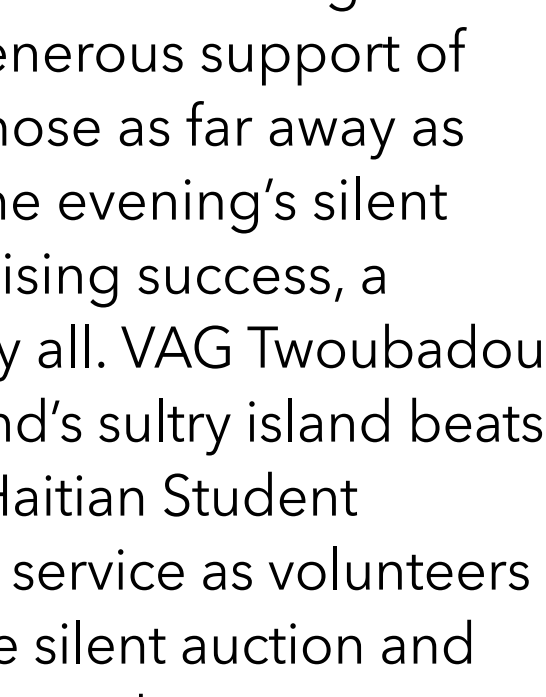 enerous support of
hose as far away as
he evening’s silent
ising success, a
y all. VAG Twoubadou
nd’s sultry island beats
Haitian Student
service as volunteers
e silent auction and